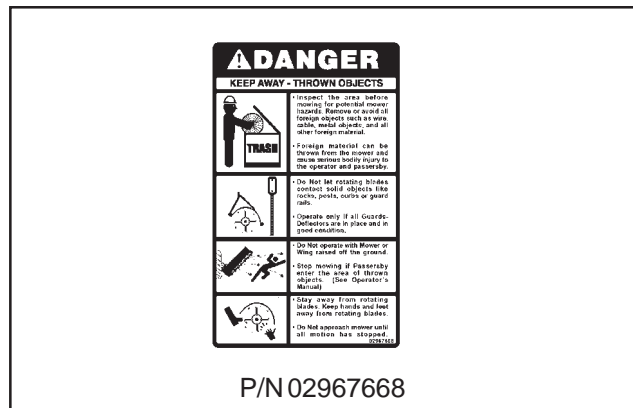 DANGER
KEEP AWAY - THROWN OBJECTS
TRASH
• Inspect the area before
mowing for potential mower
hazards. Remove or avoid all
foreign objects such as wire,
cable, metal objects, and all
other foreign material.
• Foreign material can be
thrown from the mower and
cause serious bodily injury to
the operator and passersby.
• Do Not let rotating blades
contact solid objects like
rocks, posts, curbs or guard
rails.
• Operate only if all Guards-
Deflectors are in place and in
good condition.
• Do Not operate with Mower or
Wing raised off the ground.
• Stop mowing if Passersby
enter the area of thrown
objects. (See Operator's
Manual)
• Stay away from rotating
blades. Keep hands and feet
away from rotating blades.
• Do Not approach mower until
all motion has stopped.
02967668
P/N 02967668